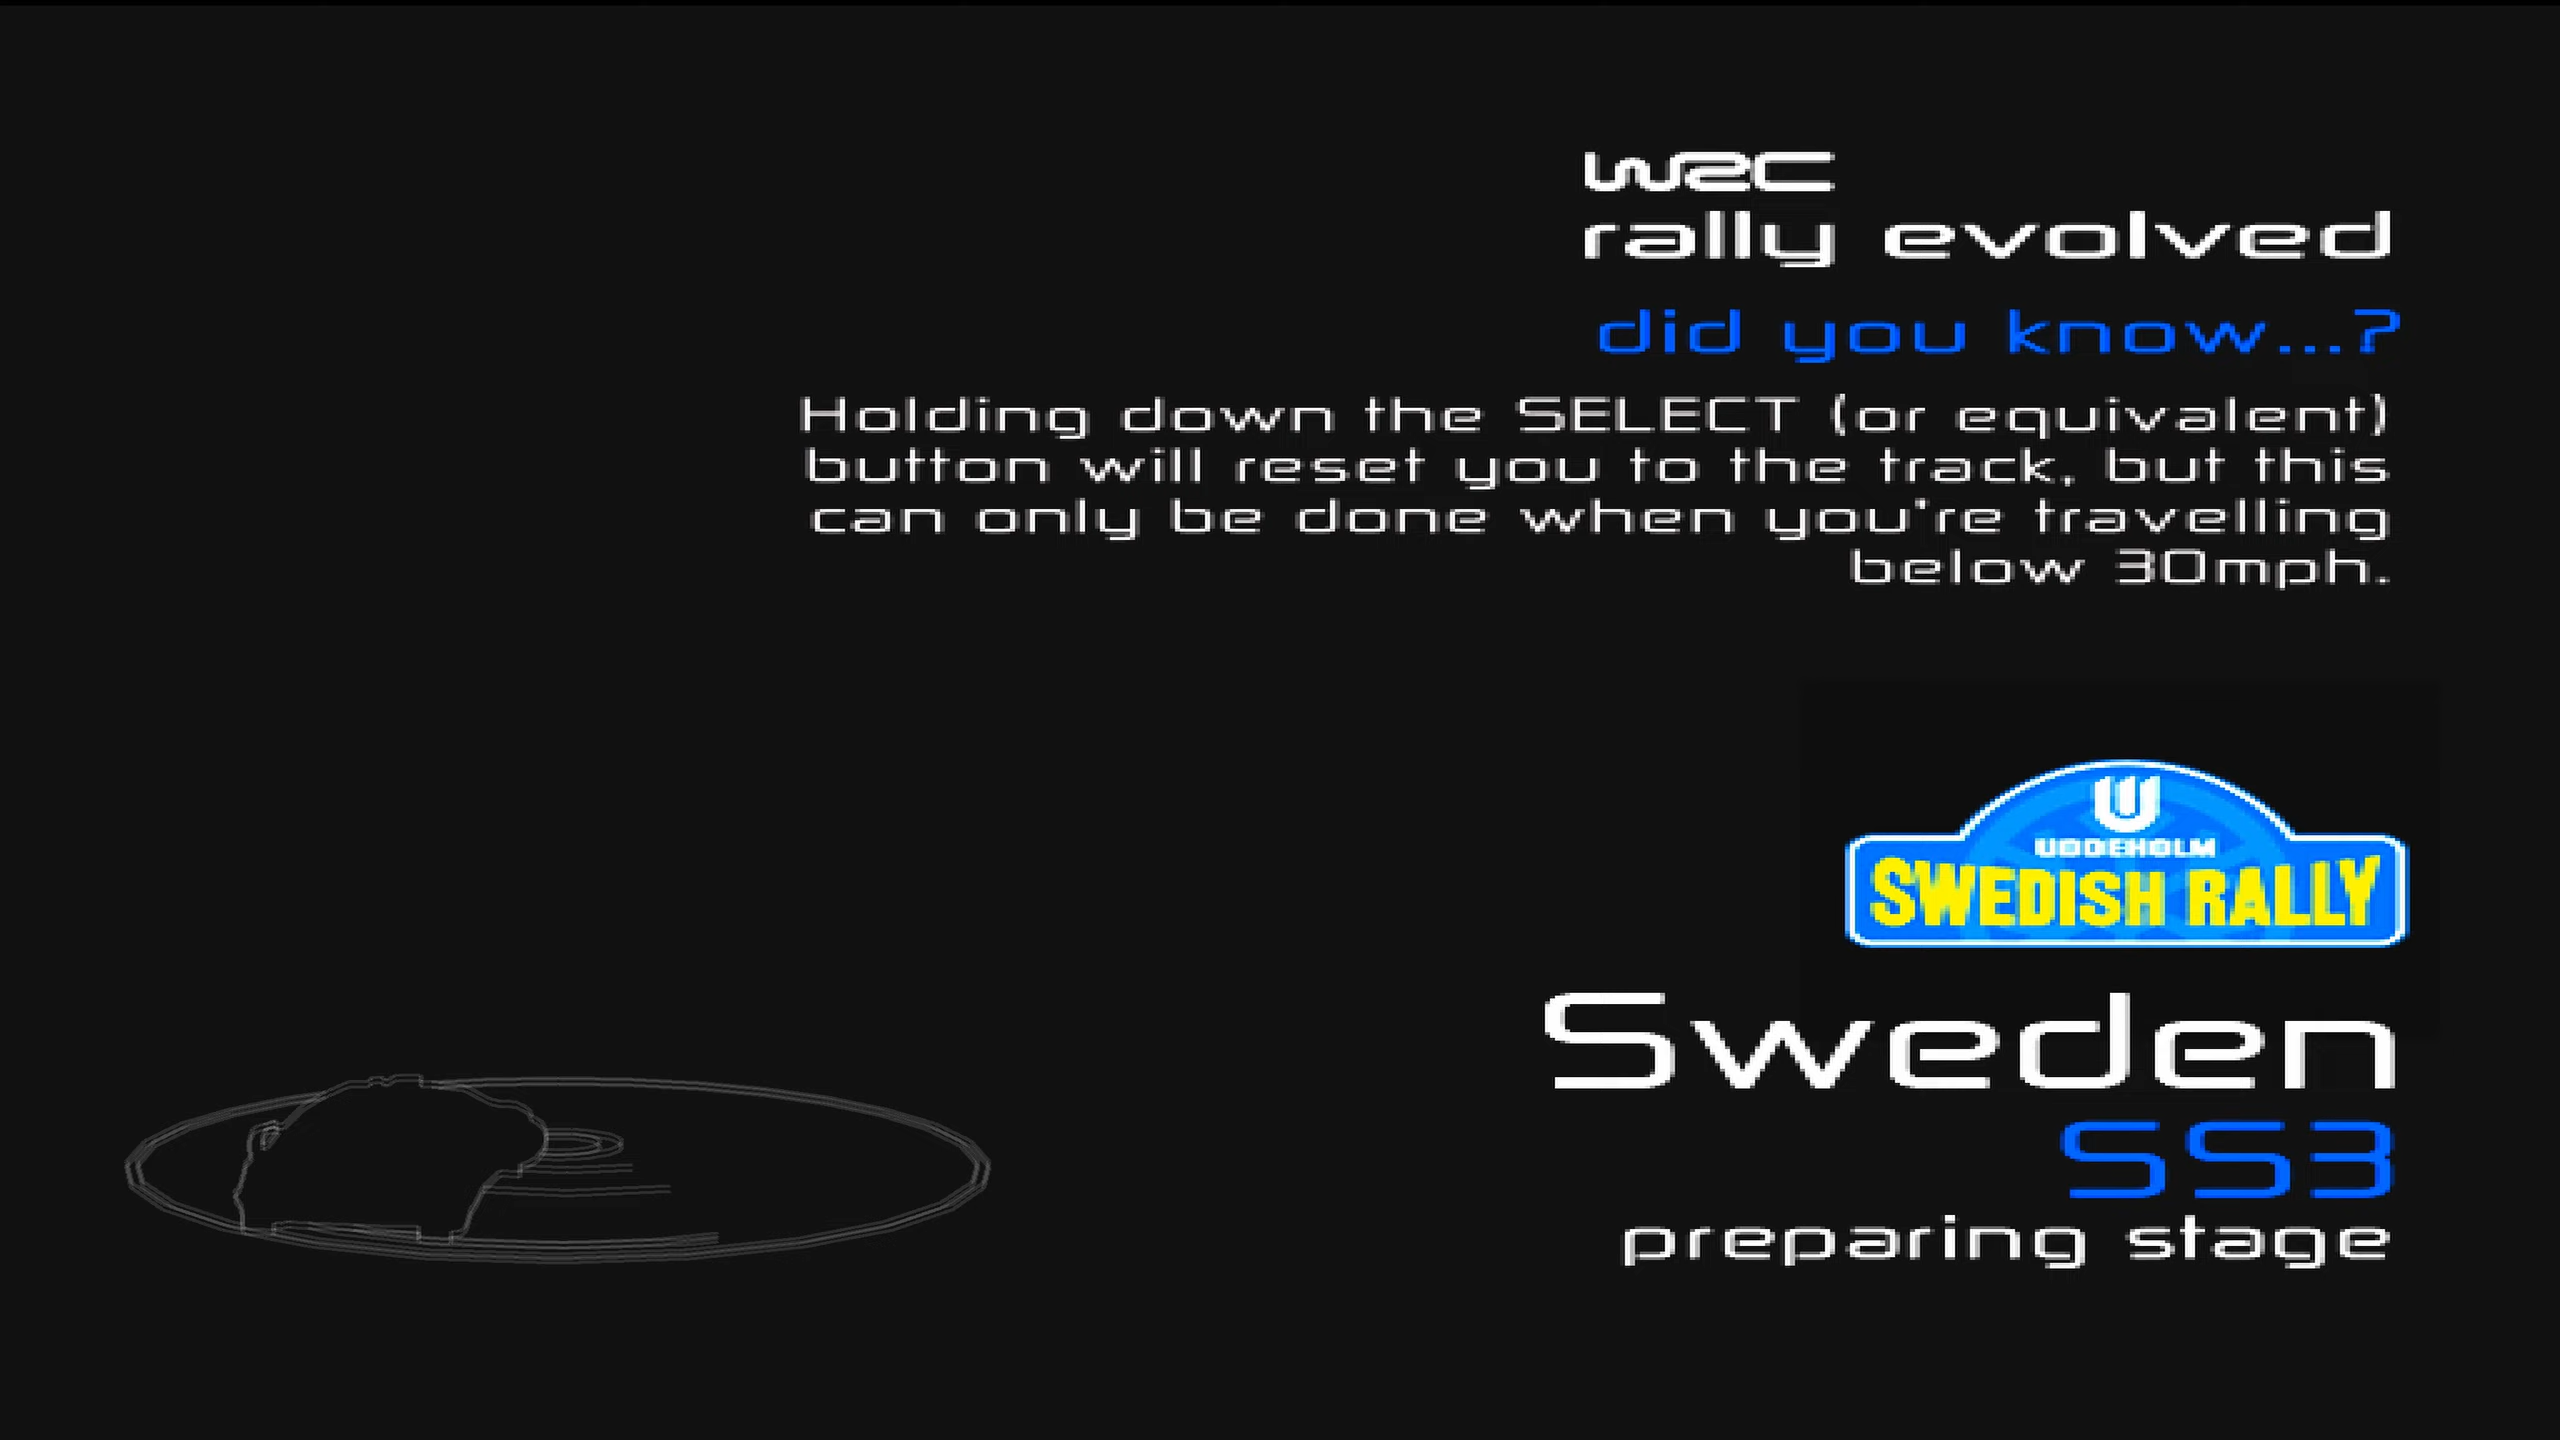 WRC
rally evolved
did you know...?
Holding down the SELECT (or equivalent)
button will reset you to the track, but this
can only be done when you're travelling
below 30mph.
UDDEHOLM
SWEDISH RALLY
Sweden
SS3
preparing stage